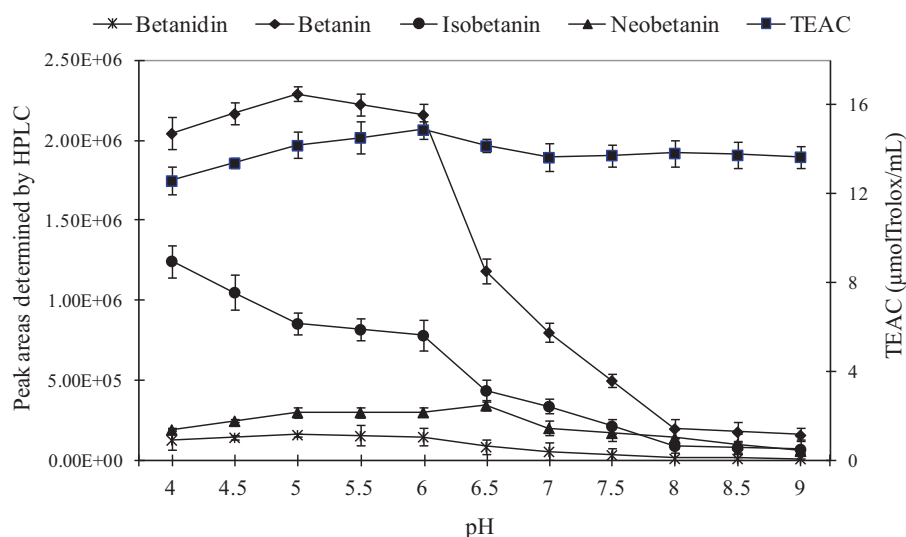 Betanidin Betanin Isobetanin Neobetanin TEAC
2.50E+06
2.00E+06
1.50E+06
1.00E+06
5.00E+05
0.00E+00
Peak areas determined by HPLC
16
12
8
4
0
TEAC (μmolTrolox/mL)
4 4.5 5 5.5 6 6.5 7 7.5 8 8.5 9
pH